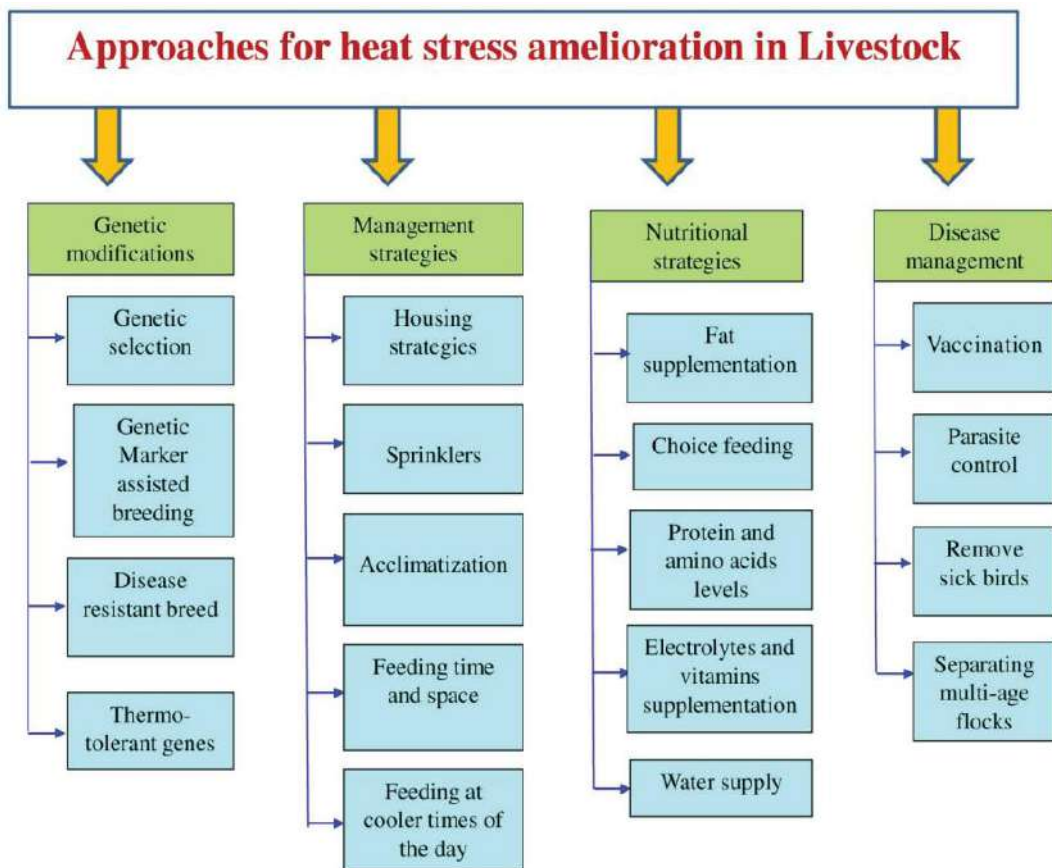 Approaches for heat stress amelioration in Livestock
Genetic
modifications
Genetic
selection
Genetic
Marker
assisted
breeding
Disease
resistant breed
Thermo-
tolerant genes
Management
strategies
Housing
strategies
Sprinklers
Acclimatization
Feeding time
and space
Feeding at
cooler times of
the day
Nutritional
strategies
Fat
supplementation
Choice feeding
Protein and
amino acids
levels
Electrolytes and
vitamins
supplementation
Water supply
Disease
management
Vaccination
Parasite
control
Remove
sick birds
Separating
multi-age
flocks